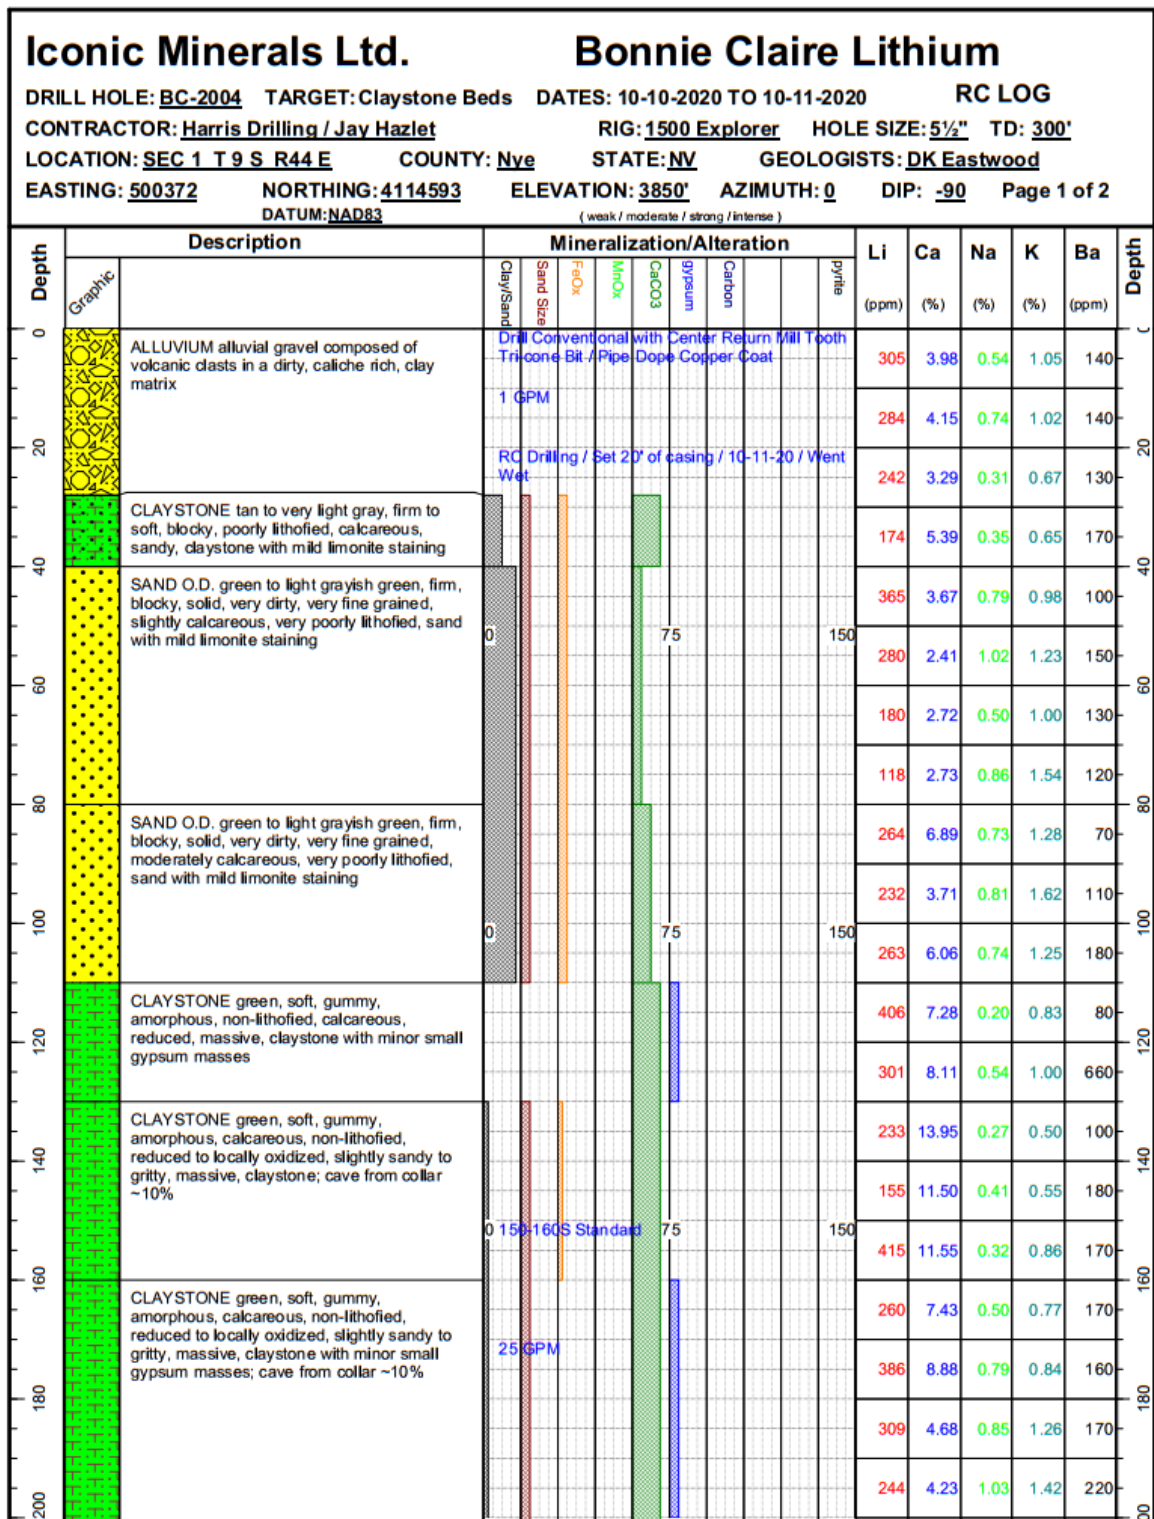 Iconic Minerals Ltd. Bonnie Claire Lithium
DRILL HOLE: BC-2004 TARGET: Claystone Beds DATES: 10-10-2020 TO 10-11-2020 RC LOG
CONTRACTOR: Harris Drilling / Jay Hazlet RIG: 1500 Explorer HOLE SIZE: 5½" TD: 300'
LOCATION: SEC 1 T 9 S R44 E COUNTY: Nye STATE: NV GEOLOGISTS: DK Eastwood
EASTING: 500372 NORTHING: 4114593 ELEVATION: 3850' AZIMUTH: 0 DIP: -90 Page 1 of 2
DATUM: NAD83 ( weak / moderate / strong / intense )
Depth Description Mineralization/Alteration Li Ca Na K Ba Depth
Graphic Clay/Sand Sand Size FeOx MnOx CaCO3 gypsum Carbon pyrite
(ppm) (%) (%) (%) (ppm)
0
ALLUVIUM alluvial gravel composed of
volcanic clasts in a dirty, caliche rich, clay
matrix
Drill Conventional with Center Return Mill Tooth
Tri-cone Bit / Pipe Dope Copper Coat
305 3.98 0.54 1.05 140
1 GPM
284 4.15 0.74 1.02 140
20 20
RC Drilling / Set 20' of casing / 10-11-20 / Went
Wet
242 3.29 0.31 0.67 130
CLAYSTONE tan to very light gray, firm to
soft, blocky, poorly lithofied, calcareous,
sandy, claystone with mild limonite staining
174 5.39 0.35 0.65 170
40 40
SAND O.D. green to light grayish green, firm,
blocky, solid, very dirty, very fine grained,
slightly calcareous, very poorly lithofied, sand
with mild limonite staining
365 3.67 0.79 0.98 100
0 75 150
280 2.41 1.02 1.23 150
60 60
180 2.72 0.50 1.00 130
118 2.73 0.86 1.54 120
80 80
SAND O.D. green to light grayish green, firm,
blocky, solid, very dirty, very fine grained,
moderately calcareous, very poorly lithofied,
sand with mild limonite staining
264 6.89 0.73 1.28 70
232 3.71 0.81 1.62 110
100 0 75 150 100
263 6.06 0.74 1.25 180
CLAYSTONE green, soft, gummy,
amorphous, non-lithofied, calcareous,
reduced, massive, claystone with minor small
gypsum masses
406 7.28 0.20 0.83 80
120 120
301 8.11 0.54 1.00 660
CLAYSTONE green, soft, gummy,
amorphous, calcareous, non-lithofied,
reduced to locally oxidized, slightly sandy to
gritty, massive, claystone; cave from collar
~10%
233 13.95 0.27 0.50 100
140 140
155 11.50 0.41 0.55 180
0 150-160S Standard 75 150
415 11.55 0.32 0.86 170
160 160
CLAYSTONE green, soft, gummy,
amorphous, calcareous, non-lithofied,
reduced to locally oxidized, slightly sandy to
gritty, massive, claystone with minor small
gypsum masses; cave from collar ~10%
260 7.43 0.50 0.77 170
25 GPM
386 8.88 0.79 0.84 160
180 180
309 4.68 0.85 1.26 170
244 4.23 1.03 1.42 220
200